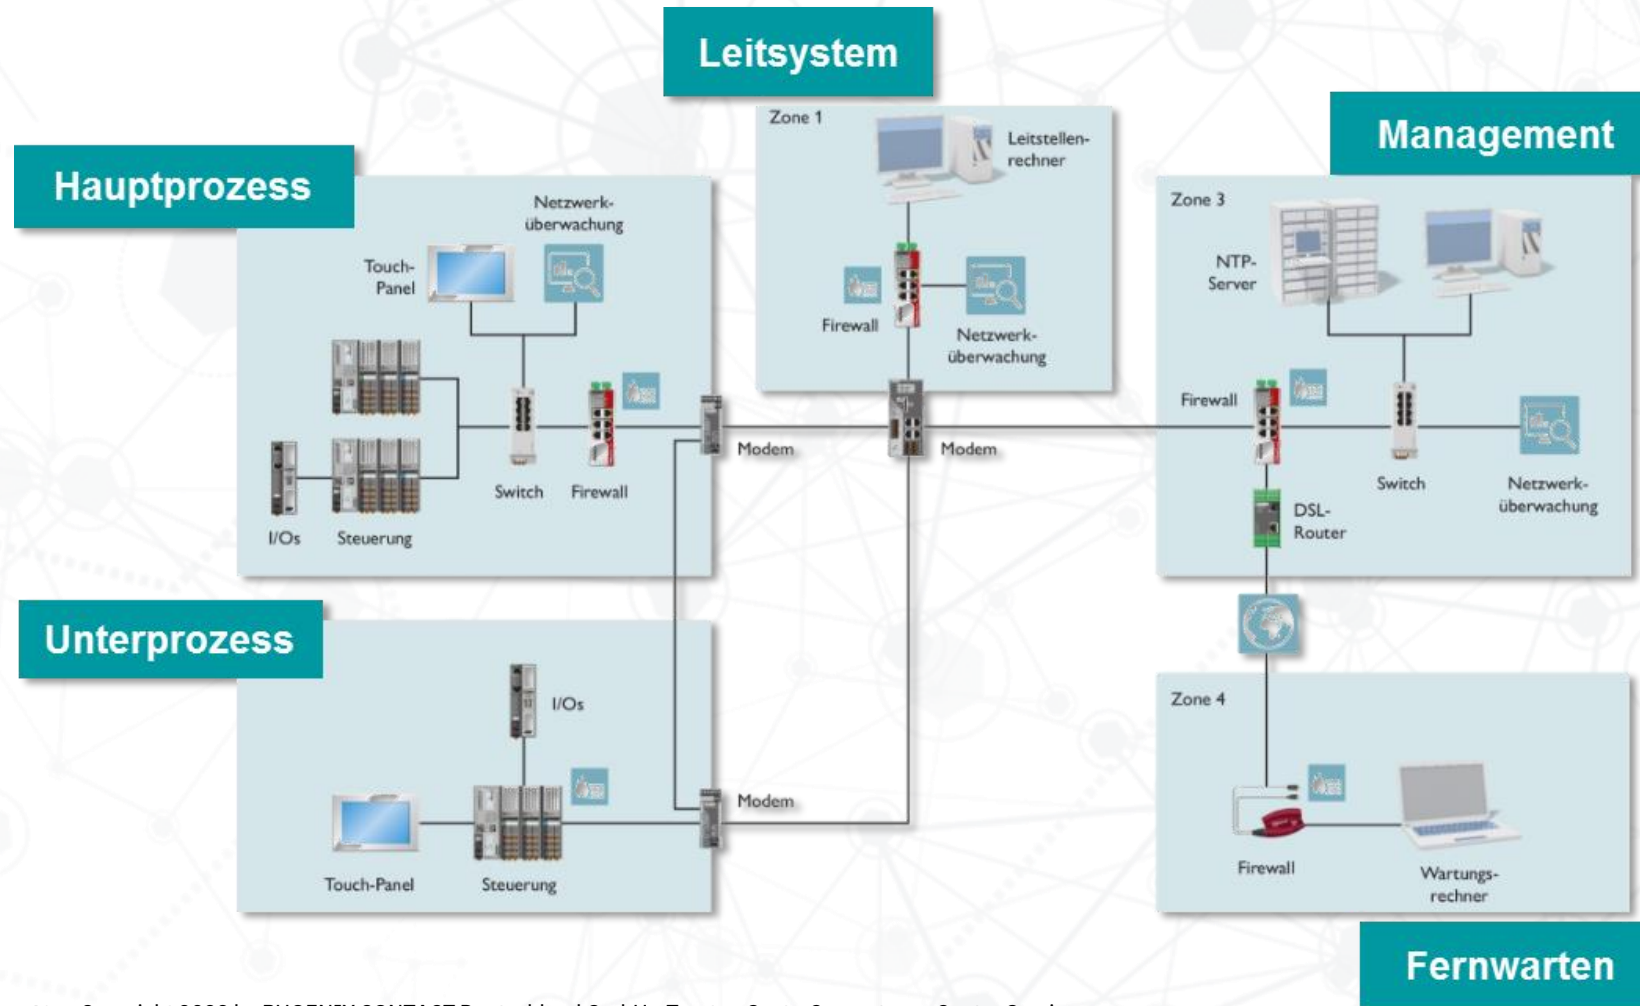 Leitsystem
Zone 1
Leitstellen-
rechner
Firewall
Netzwerk-
überwachung
Modem
Management
Zone 3
NTP-
Server
Firewall
Switch
Netzwerk-
überwachung
DSL-
Router
Hauptprozess
Netzwerk-
überwachung
Touch-
Panel
Switch
Firewall
I/Os
Steuerung
Modem
Unterprozess
I/Os
Touch-Panel
Steuerung
Modem
Zone 4
Firewall
Wartungs-
rechner
Fernwarten